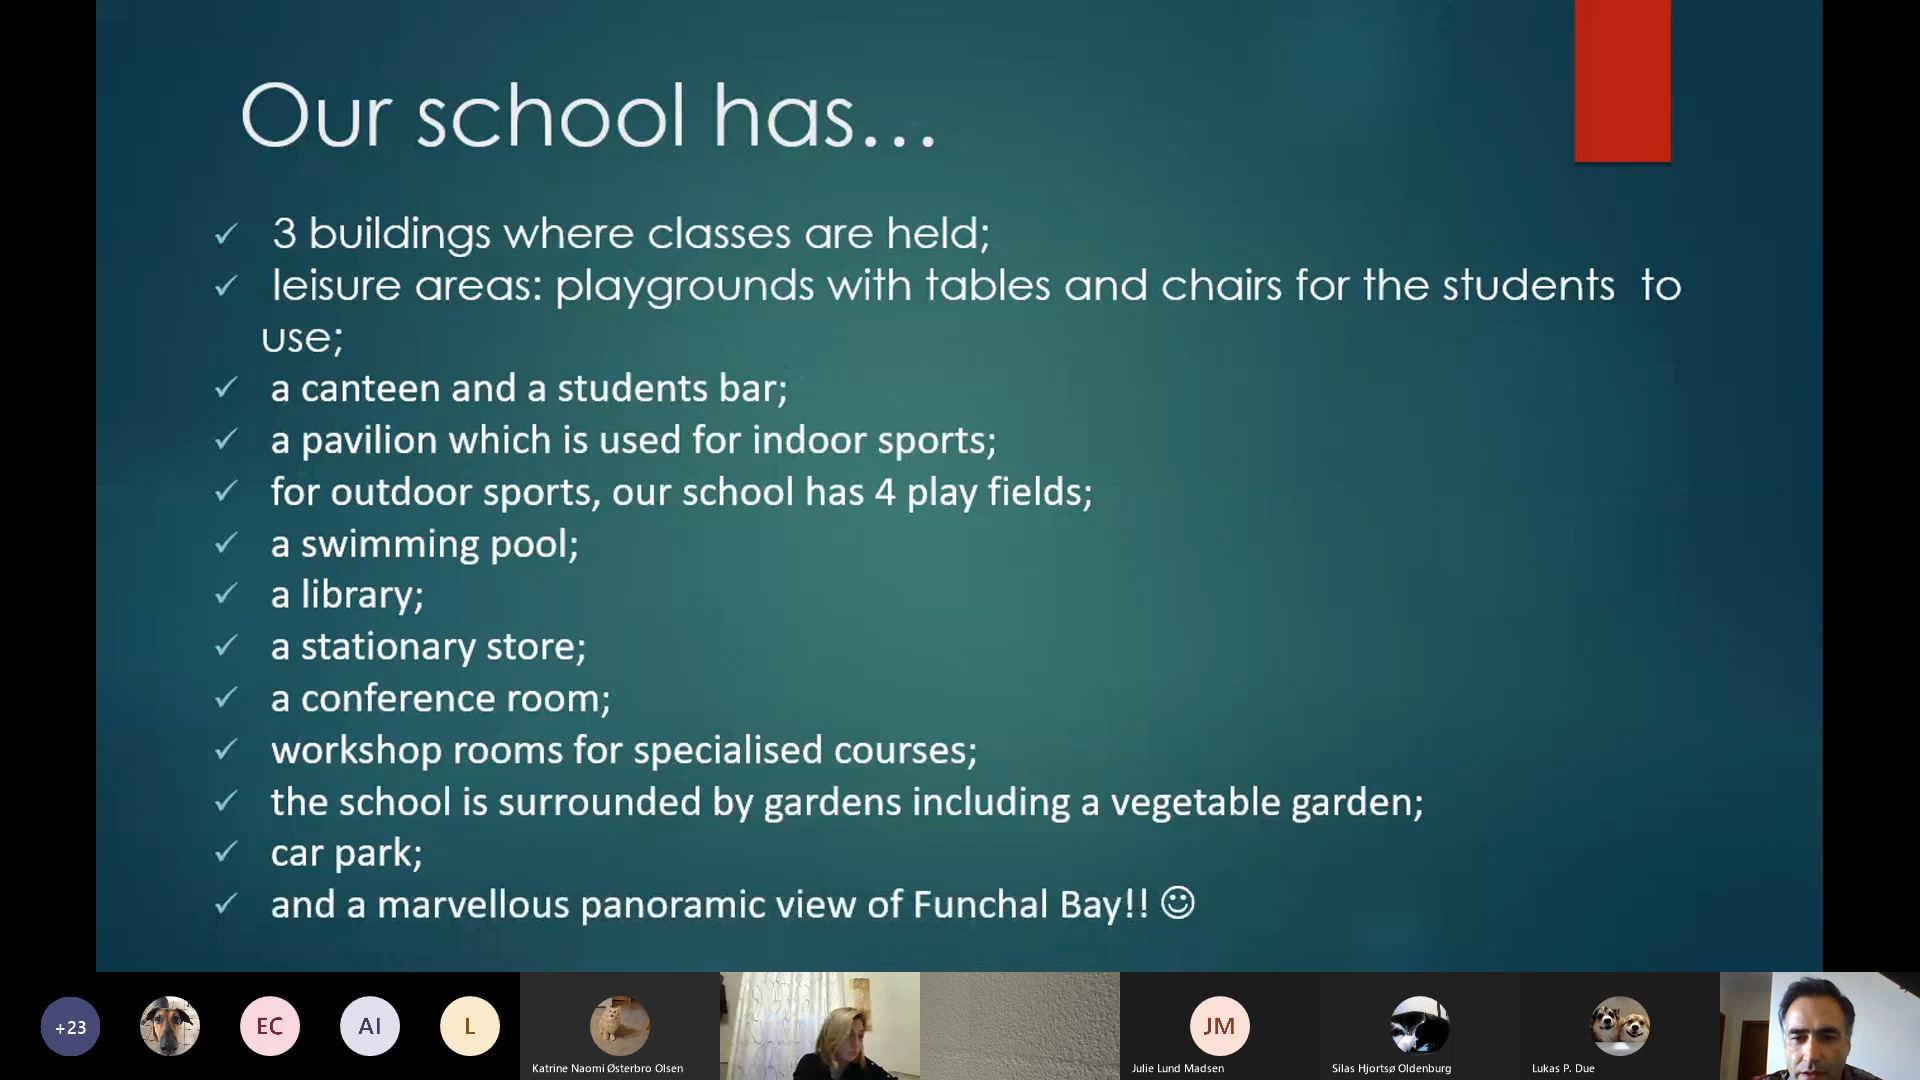 Our school has...
3 buildings where classes are held;
leisure areas: playgrounds with tables and chairs for the students to
use;
a canteen and a students bar;
a pavilion which is used for indoor sports;
for outdoor sports, our school has 4 play fields;
a swimming pool;
a library;
a stationary store;
a conference room;
workshop rooms for specialised courses;
the school is surrounded by gardens including a vegetable garden;
car park;
and a marvellous panoramic view of Funchal Bay!! ☺
+23
EC
AI
L
Katrine Naomi Østerbro Olsen
JM
Julie Lund Madsen
Silas Hjortsø Oldenburg
Lukas P. Due